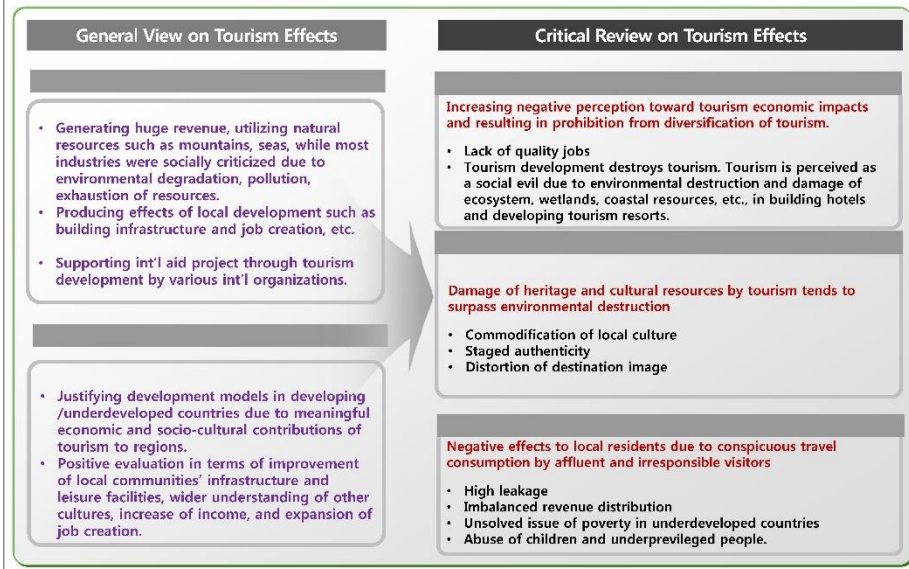 General View on Tourism Effects
• Generating huge revenue, utilizing natural
resources such as mountains, seas, while most
industries were socially criticized due to
environmental degradation, pollution,
exhaustion of resources.
• Producing effects of local development such as
building infrastructure and job creation, etc.
• Supporting int'l aid project through tourism
development by various int'l organizations.
• Justifying development models in developing
/underdeveloped countries due to meaningful
economic and socio-cultural contributions of
tourism to regions.
• Positive evaluation in terms of improvement
of local communities' infrastructure and
leisure facilities, wider understanding of other
cultures, increase of income, and expansion of
job creation.
Critical Review on Tourism Effects
Increasing negative perception toward tourism economic impacts
and resulting in prohibition from diversification of tourism.
• Lack of quality jobs
• Tourism development destroys tourism. Tourism is perceived as
a social evil due to environmental destruction and damage of
ecosystem, wetlands, coastal resources, etc., in building hotels
and developing tourism resorts.
Damage of heritage and cultural resources by tourism tends to
surpass environmental destruction
• Commodification of local culture
• Staged authenticity
• Distortion of destination image
Negative effects to local residents due to conspicuous travel
consumption by affluent and irresponsible visitors
• High leakage
• Imbalanced revenue distribution
• Unsolved issue of poverty in underdeveloped countries
• Abuse of children and underprevileged people.